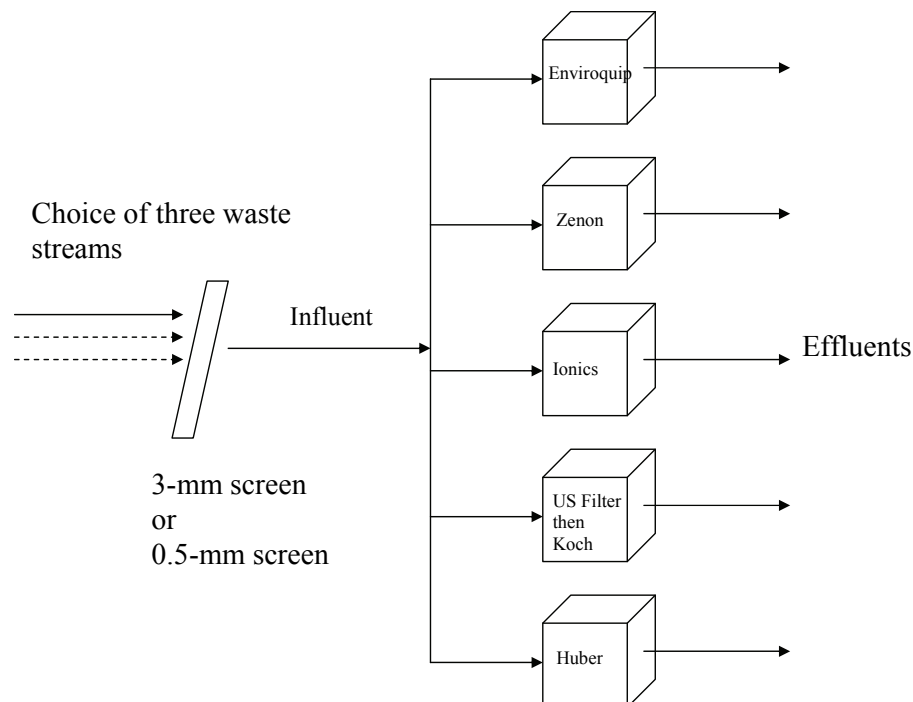 Enviroquip
Choice of three waste
streams
Zenon
Influent
Ionics
Effluents
3-mm screen
or
0.5-mm screen
US Filter
then
Koch
Huber